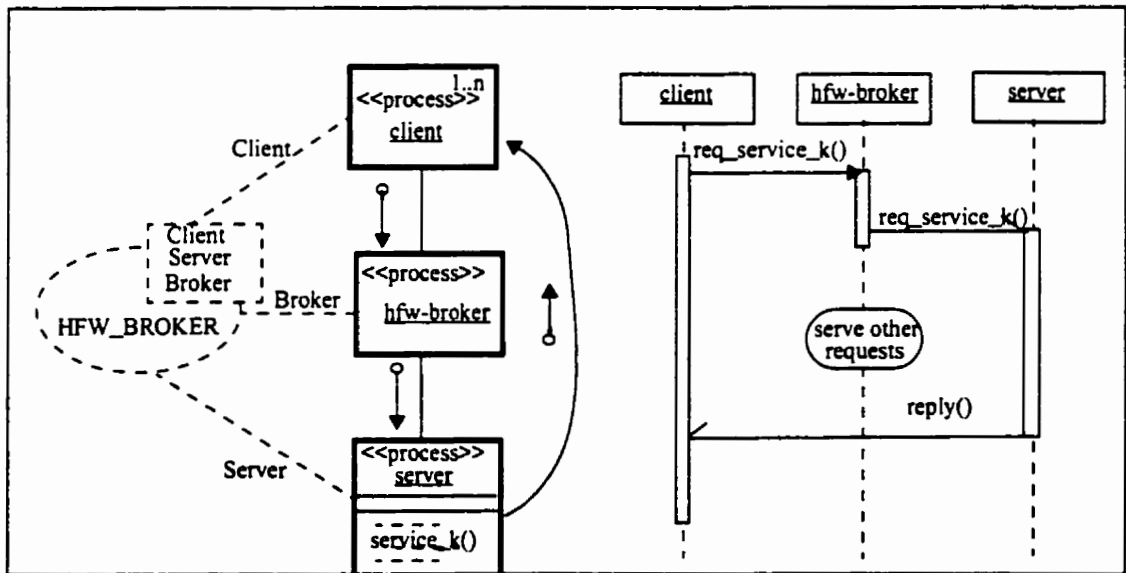 1..n
<<process>>
client
Client
Client
Server
Broker
HFW_BROKER
Broker
<<process>>
hfw-broker
Server
<<process>>
server
service_k()
client
hfw-broker
server
req_service_k()
req_service_k()
serve other
requests
reply()